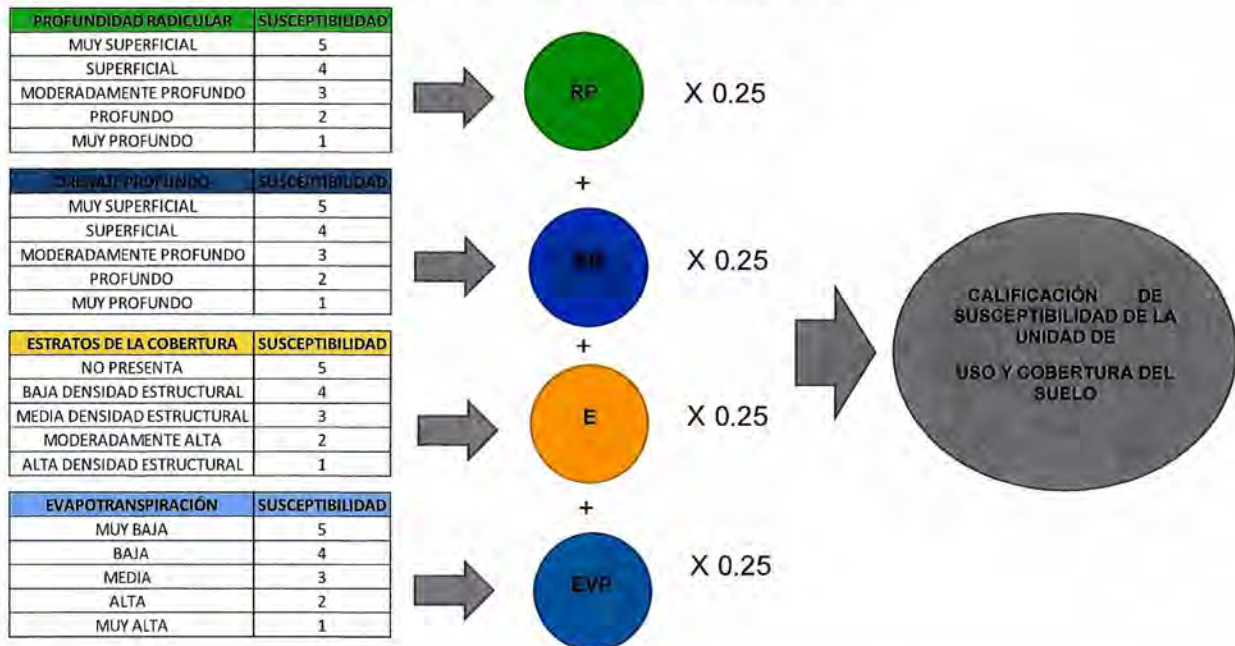 PROFUNDIDAD RADICULAR SUSCEPTIBILIDAD
MUY SUPERFICIAL 5
SUPERFICIAL 4
MODERADAMENTE PROFUNDO 3
PROFUNDO 2
MUY PROFUNDO 1
RP
X 0.25
+
PROFUNDO SUSCEPTIBILIDAD
MUY SUPERFICIAL 5
SUPERFICIAL 4
MODERADAMENTE PROFUNDO 3
PROFUNDO 2
MUY PROFUNDO 1
X 0.25
+
ESTRATOS DE LA COBERTURA SUSCEPTIBILIDAD
NO PRESENTA 5
BAJA DENSIDAD ESTRUCTURAL 4
MEDIA DENSIDAD ESTRUCTURAL 3
MODERADAMENTE ALTA 2
ALTA DENSIDAD ESTRUCTURAL 1
E
X 0.25
+
EVAPOTRANSPIRACIÓN SUSCEPTIBILIDAD
MUY BAJA 5
BAJA 4
MEDIA 3
ALTA 2
MUY ALTA 1
EVP
X 0.25
CALIFICACIÓN DE
SUSCEPTIBILIDAD DE LA
UNIDAD DE
USO Y COBERTURA DEL
SUELO